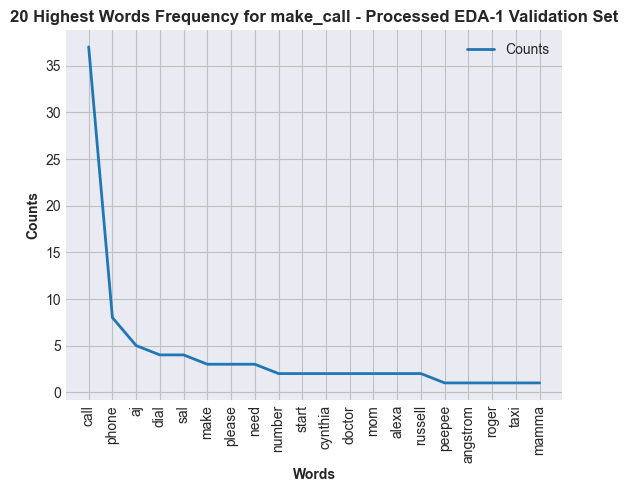 20 Highest Words Frequency for make_call - Processed EDA-1 Validation Set
Counts
35
30
25
20
15
10
5
0
Counts
call
phone
aj
dial
sal
make
please
need
number
start
cynthia
doctor
mom
alexa
russell
peepee
angstrom
roger
taxi
mamma
Words